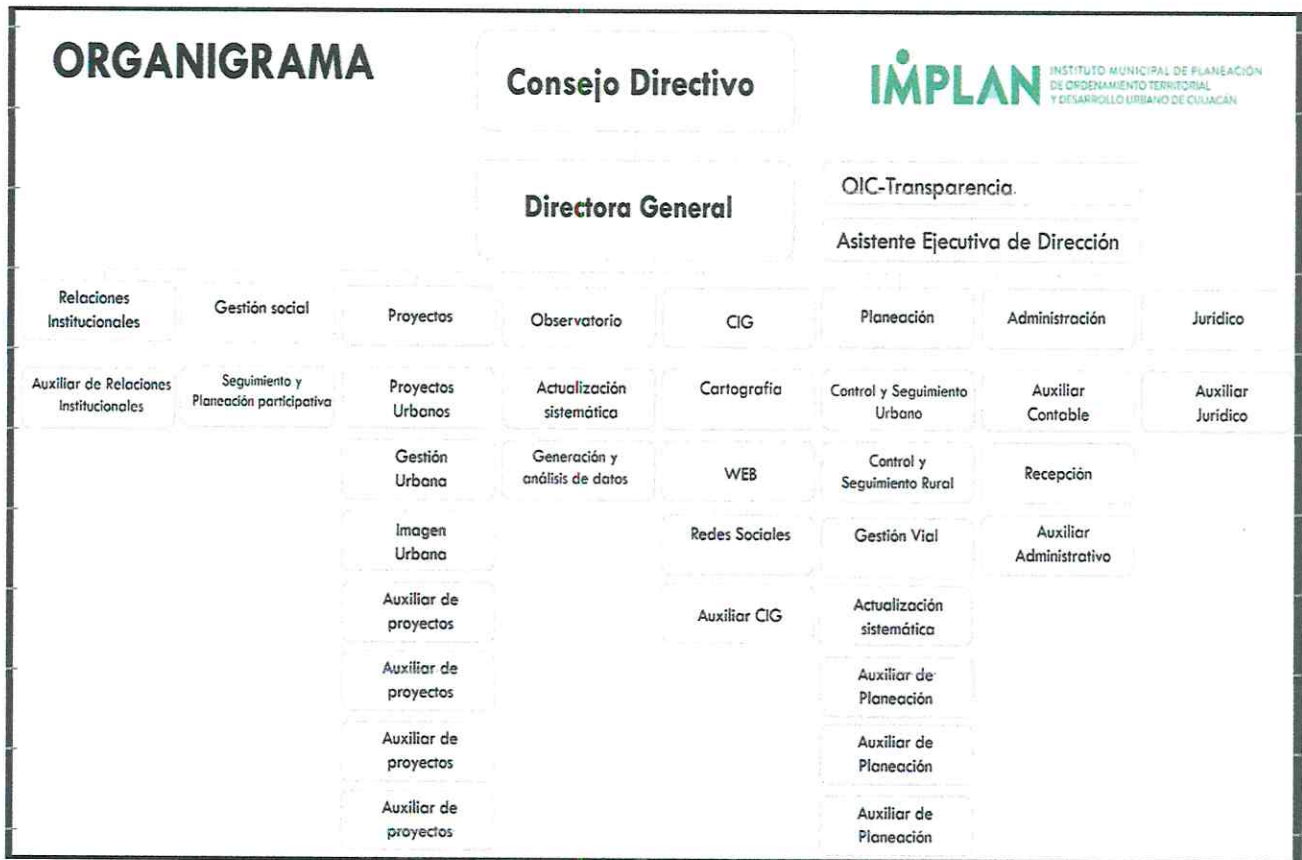 ORGANIGRAMA
Consejo Directivo
IMPLAN
INSTITUTO MUNICIPAL DE PLANEACIÓN
DE ORDENAMIENTO TERRITORIAL
Y DESARROLLO URBANO DE CULIACÁN
Directora General
OIC-Transparencia.
Asistente Ejecutiva de Dirección
Relaciones
Institucionales
Gestión social
Proyectos
Observatorio
CIG
Planeación
Administración
Jurídico
Auxiliar de Relaciones
Institucionales
Seguimiento y
Planeación participativa
Proyectos
Urbanos
Actualización
sistemática
Cartografía
Control y Seguimiento
Urbano
Auxiliar
Contable
Auxiliar
Jurídico
Gestión
Urbana
Generación y
análisis de datos
WEB
Control y
Seguimiento Rural
Recepción
Imagen
Urbana
Redes Sociales
Gestión Vial
Auxiliar
Administrativo
Auxiliar de
proyectos
Auxiliar CIG
Actualización
sistemática
Auxiliar de
proyectos
Auxiliar de
Planeación
Auxiliar de
proyectos
Auxiliar de
Planeación
Auxiliar de
proyectos
Auxiliar de
Planeación